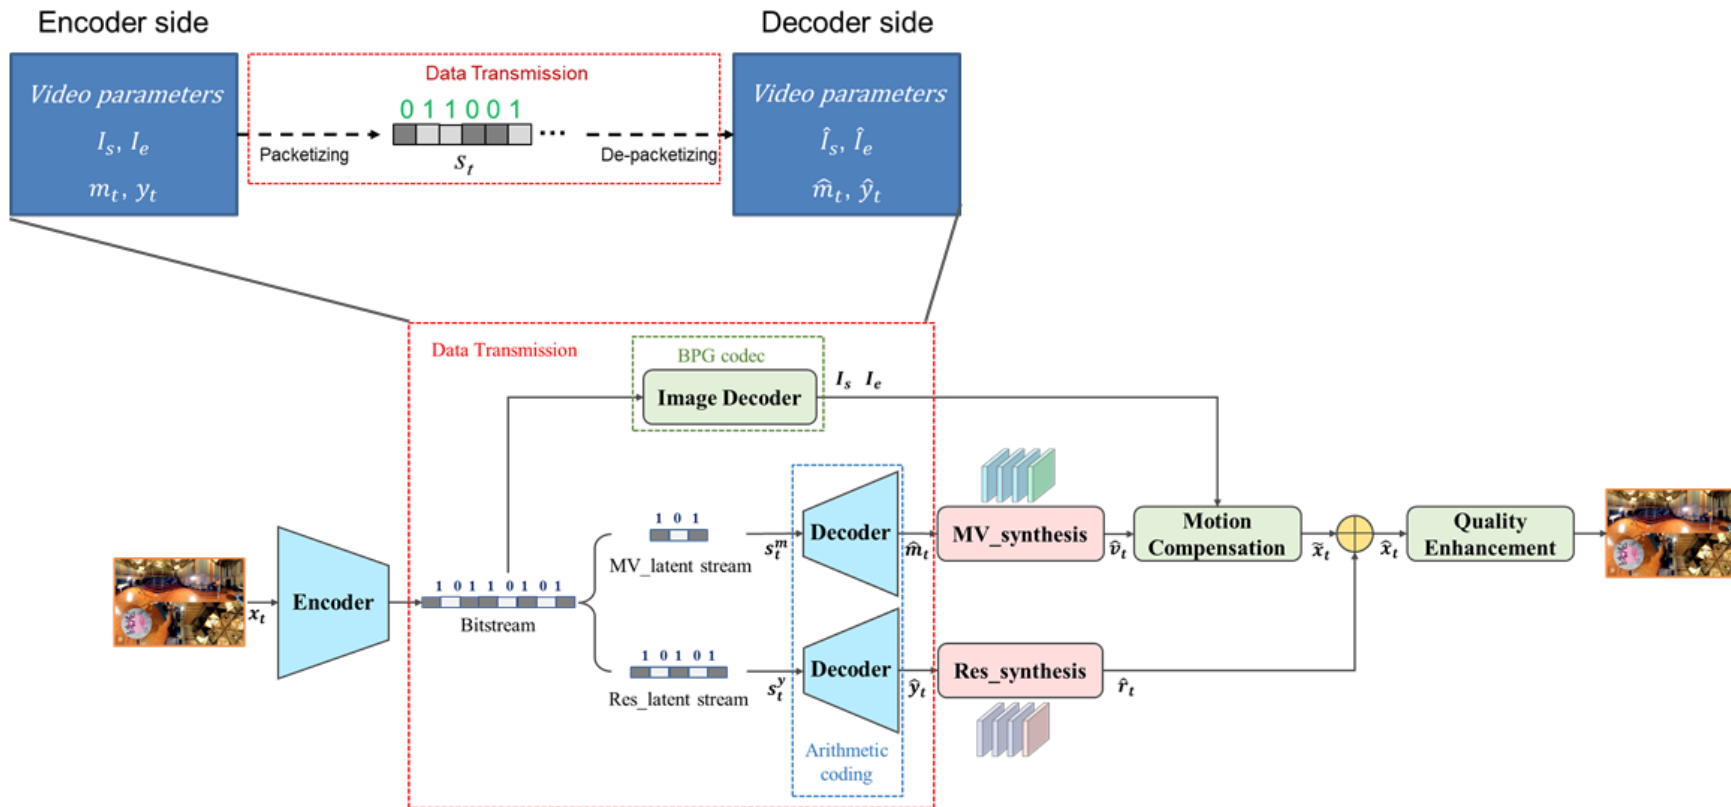 Encoder side
Decoder side
Video parameters
I_s, I_e
m_t, y_t
Data Transmission
0 1 1 0 0 1
Packetizing
...
De-packetizing
s_t
Video parameters
Î_s, Î_e
m̂_t, ŷ_t
Data Transmission
BPG codec
Image Decoder
I_s I_e
1 0 1
MV_latent stream
s_t^m
Decoder
m̂_t
MV_synthesis
v̂_t
Motion
Compensation
x̃_t
x̂_t
Quality
Enhancement
x_t
Encoder
1 0 1 1 0 1 0 1
Bitstream
1 0 1 0 1
Res_latent stream
s_t^y
Decoder
ŷ_t
Res_synthesis
r̂_t
Arithmetic
coding